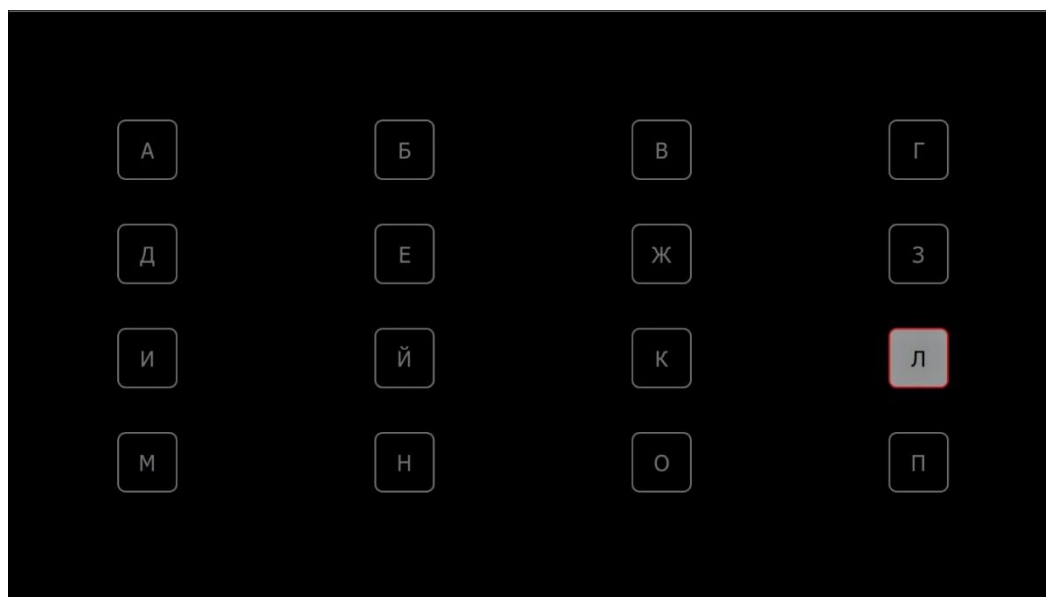 А Б В Г
Д Е Ж З
И Й К Л
М Н О П